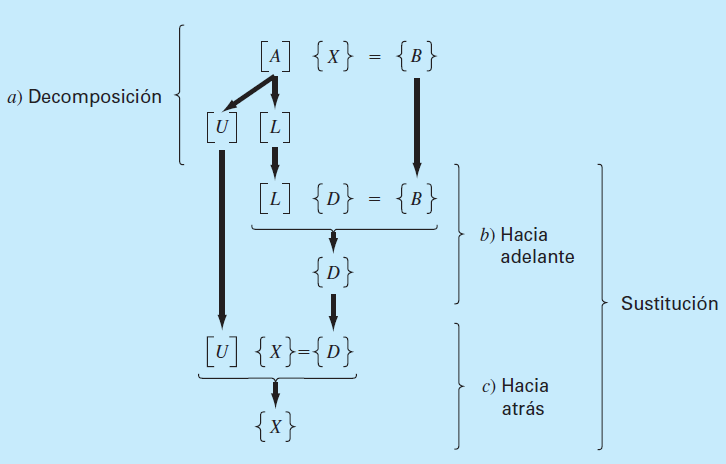 [A] {X} = {B}
a) Decomposición
[U] [L]
[L] {D} = {B}
b) Hacia
adelante
{D}
Sustitución
[U] {X}={D}
c) Hacia
atrás
{X}